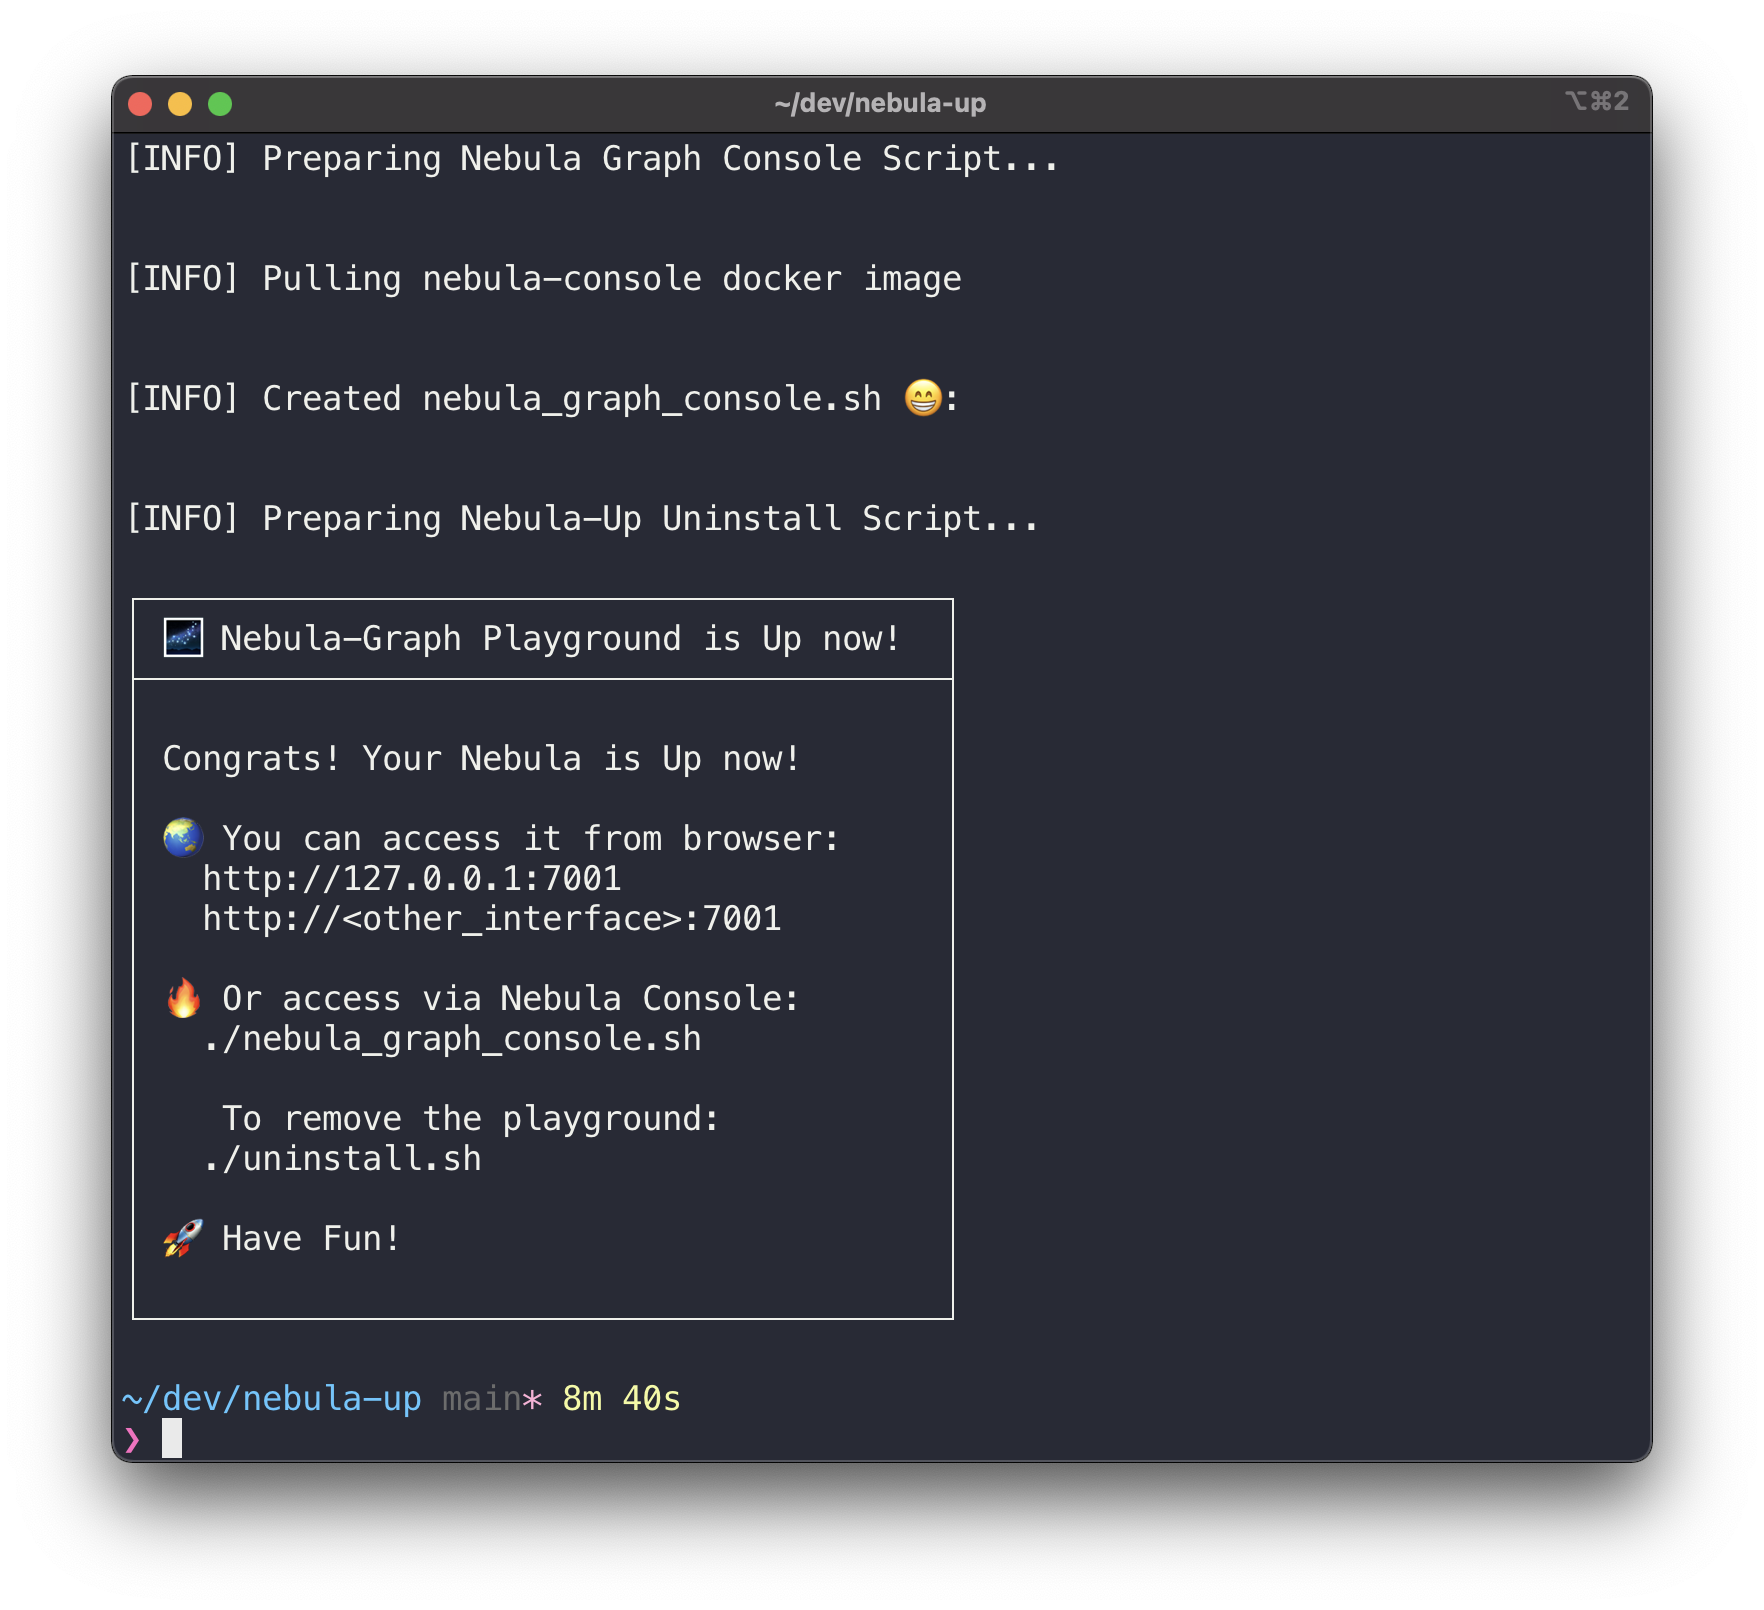 ~/dev/nebula-up
⌥⌘2
[INFO] Preparing Nebula Graph Console Script...
[INFO] Pulling nebula-console docker image
[INFO] Created nebula_graph_console.sh 😁:
[INFO] Preparing Nebula-Up Uninstall Script...
🌌 Nebula-Graph Playground is Up now!
Congrats! Your Nebula is Up now!
🌏 You can access it from browser:
http://127.0.0.1:7001
http://<other_interface>:7001
🔥 Or access via Nebula Console:
./nebula_graph_console.sh
To remove the playground:
./uninstall.sh
🚀 Have Fun!
~/dev/nebula-up main* 8m 40s
❯